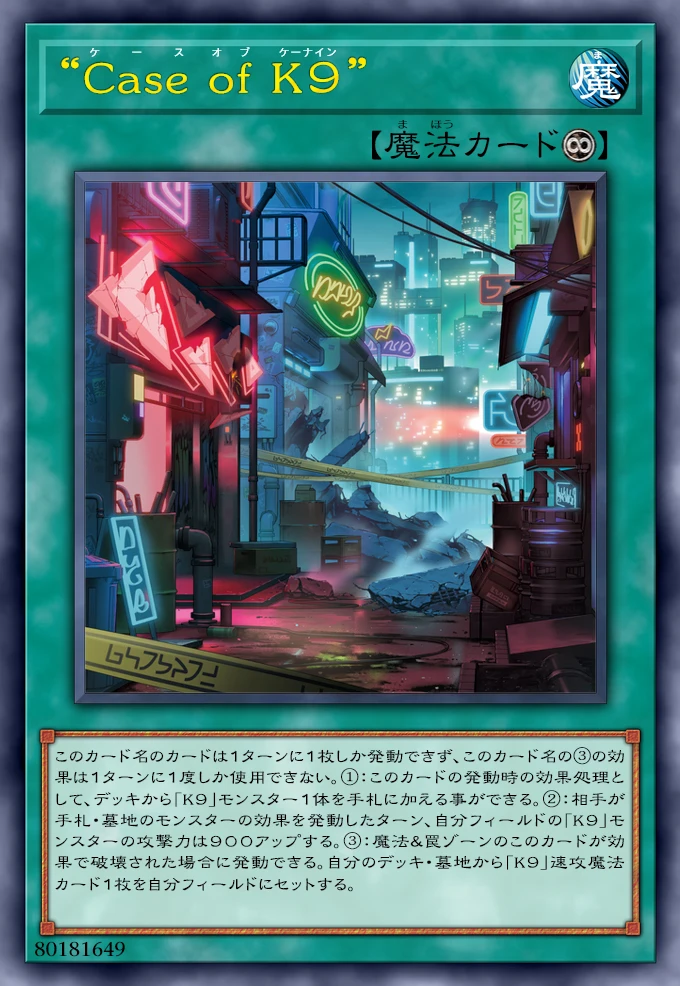 ケースオブ ケーナイン
“Case of K9”
ま
魔
ま ほう
【魔法カード♾】
このカード名のカードは1ターンに1枚しか発動できず、このカード名の③の効
果は1ターンに1度しか使用できない。①：このカードの発動時の効果処理と
して、デッキから「K9」モンスター1体を手札に加える事ができる。②：相手が
手札・墓地のモンスターの効果を発動したターン、自分フィールドの「K9」モ
ンスターの攻撃力は900アップする。③：魔法&罠ゾーンのこのカードが効
果で破壊された場合に発動できる。自分のデッキ・墓地から「K9」速攻魔法
カード1枚を自分フィールドにセットする。
80181649